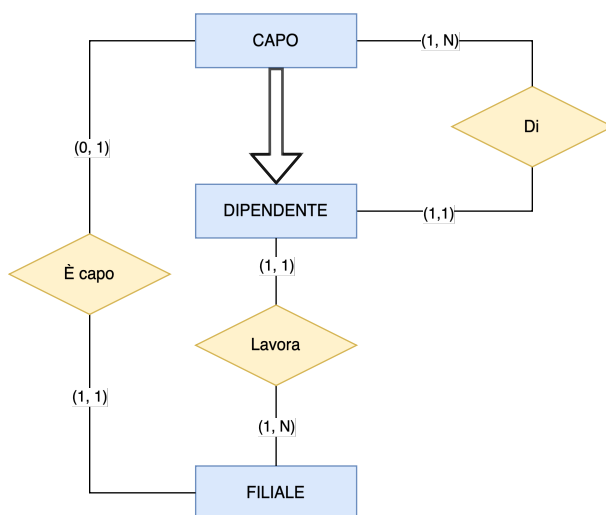 CAPO
(1, N)
Di
(0, 1)
DIPENDENTE
(1,1)
(1, 1)
È capo
Lavora
(1, 1)
(1, N)
FILIALE